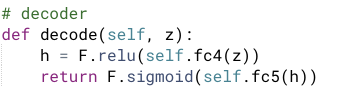 # decoder
def decode(self, z):
    h = F.relu(self.fc4(z))
    return F.sigmoid(self.fc5(h))